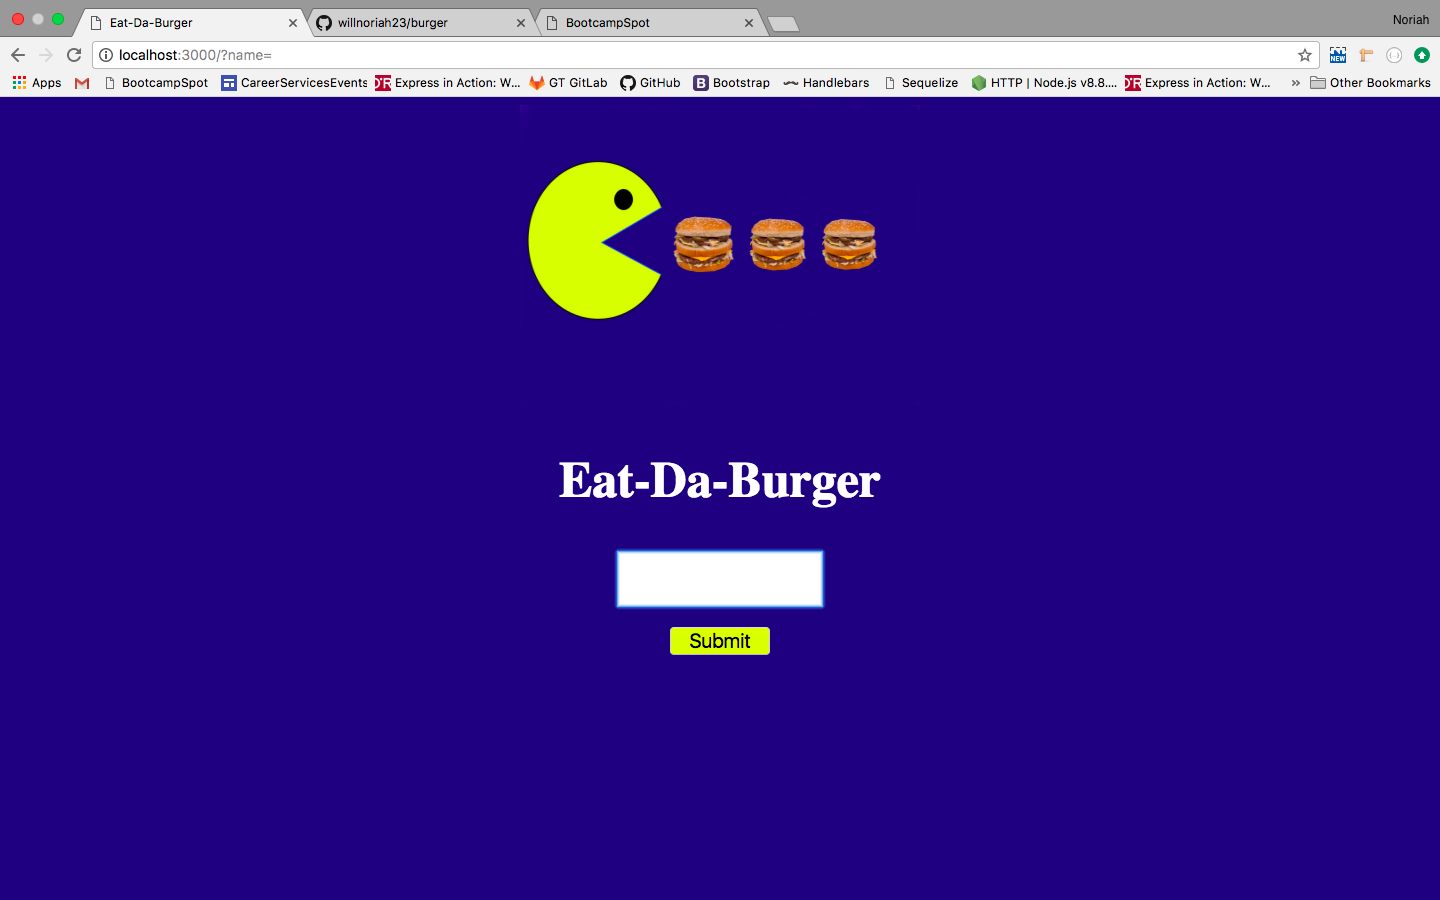 Eat-Da-Burger
willnoriah23/burger
BootcampSpot
Noriah
localhost:3000/?name=
NEW
Apps
BootcampSpot
CareerServicesEvents
Express in Action: W...
GT GitLab
GitHub
B
Bootstrap
Handlebars
Sequelize
HTTP | Node.js v8.8....
Express in Action: W...
»
Other Bookmarks
Eat-Da-Burger
Submit